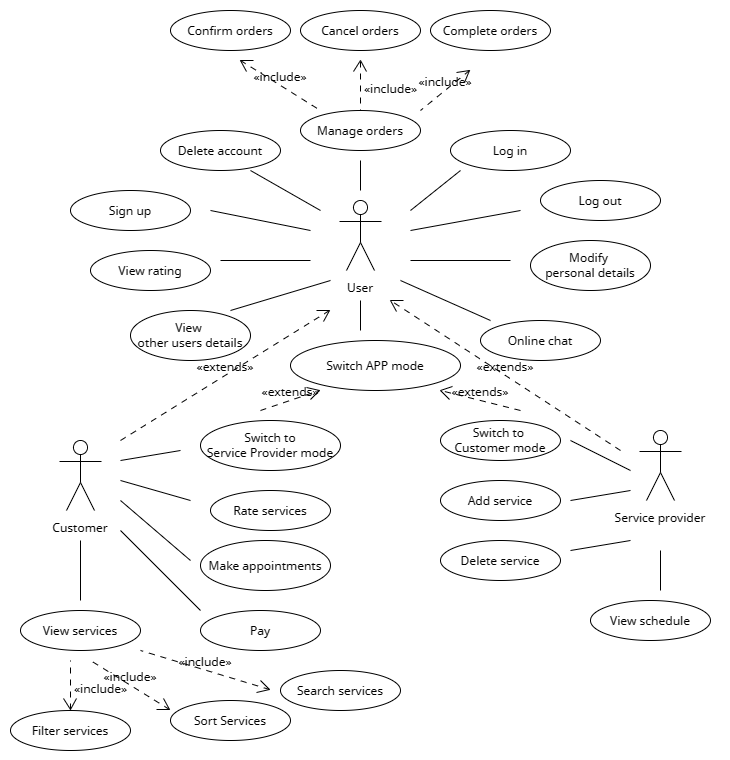 Confirm orders
Cancel orders
Complete orders
«include»
«include»
«include»
Manage orders
Delete account
Log in
Sign up
Log out
View rating
Modify
personal details
User
View
other users details
Online chat
Switch APP mode
«extends»
«extends»
«extends»
«extends»
Switch to
Service Provider mode
Switch to
Customer mode
Customer
Rate services
Add service
Service provider
Make appointments
Delete service
View services
Pay
View schedule
«include»
«include»
«include»
Search services
Filter services
Sort Services